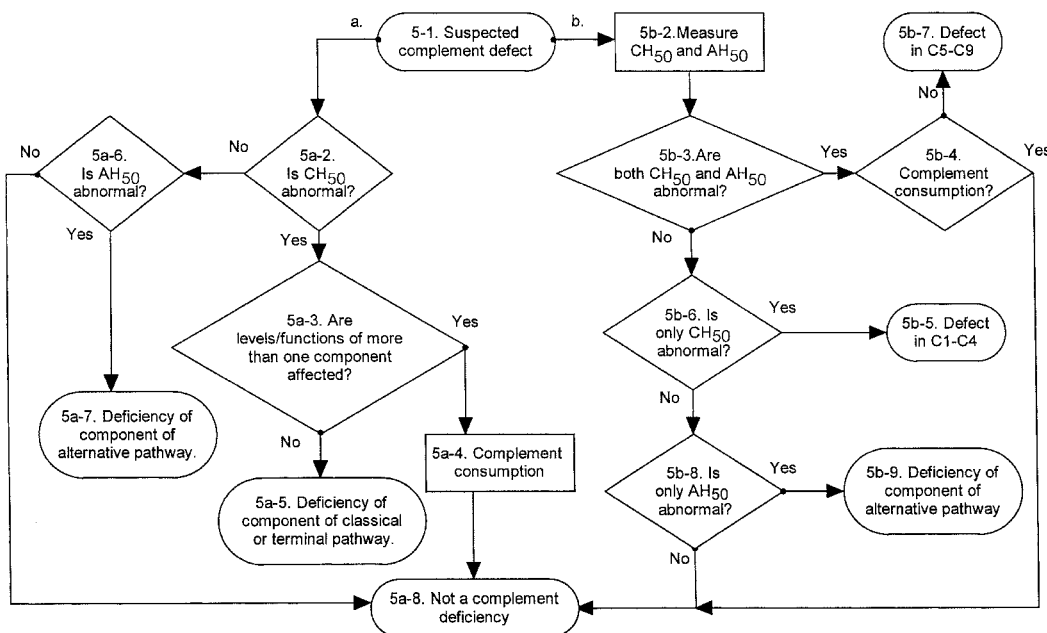 a.
5-1. Suspected
complement defect
b.
5b-2.Measure
CH50 and AH50
5b-7. Defect
in C5-C9
No
No
5a-6.
Is AH50
abnormal?
No
5a-2.
Is CH50
abnormal?
5b-3.Are
both CH50 and AH50
abnormal?
Yes
5b-4.
Complement
consumption?
Yes
Yes
Yes
No
5a-3. Are
levels/functions of more
than one component
affected?
Yes
5b-6. Is
only CH50
abnormal?
Yes
5b-5. Defect
in C1-C4
5a-7. Deficiency of
component of
alternative pathway.
No
No
5a-4. Complement
consumption
5b-8. Is
only AH50
abnormal?
Yes
5b-9. Deficiency of
component of
alternative pathway
5a-5. Deficiency of
component of classical
or terminal pathway.
No
5a-8. Not a complement
deficiency